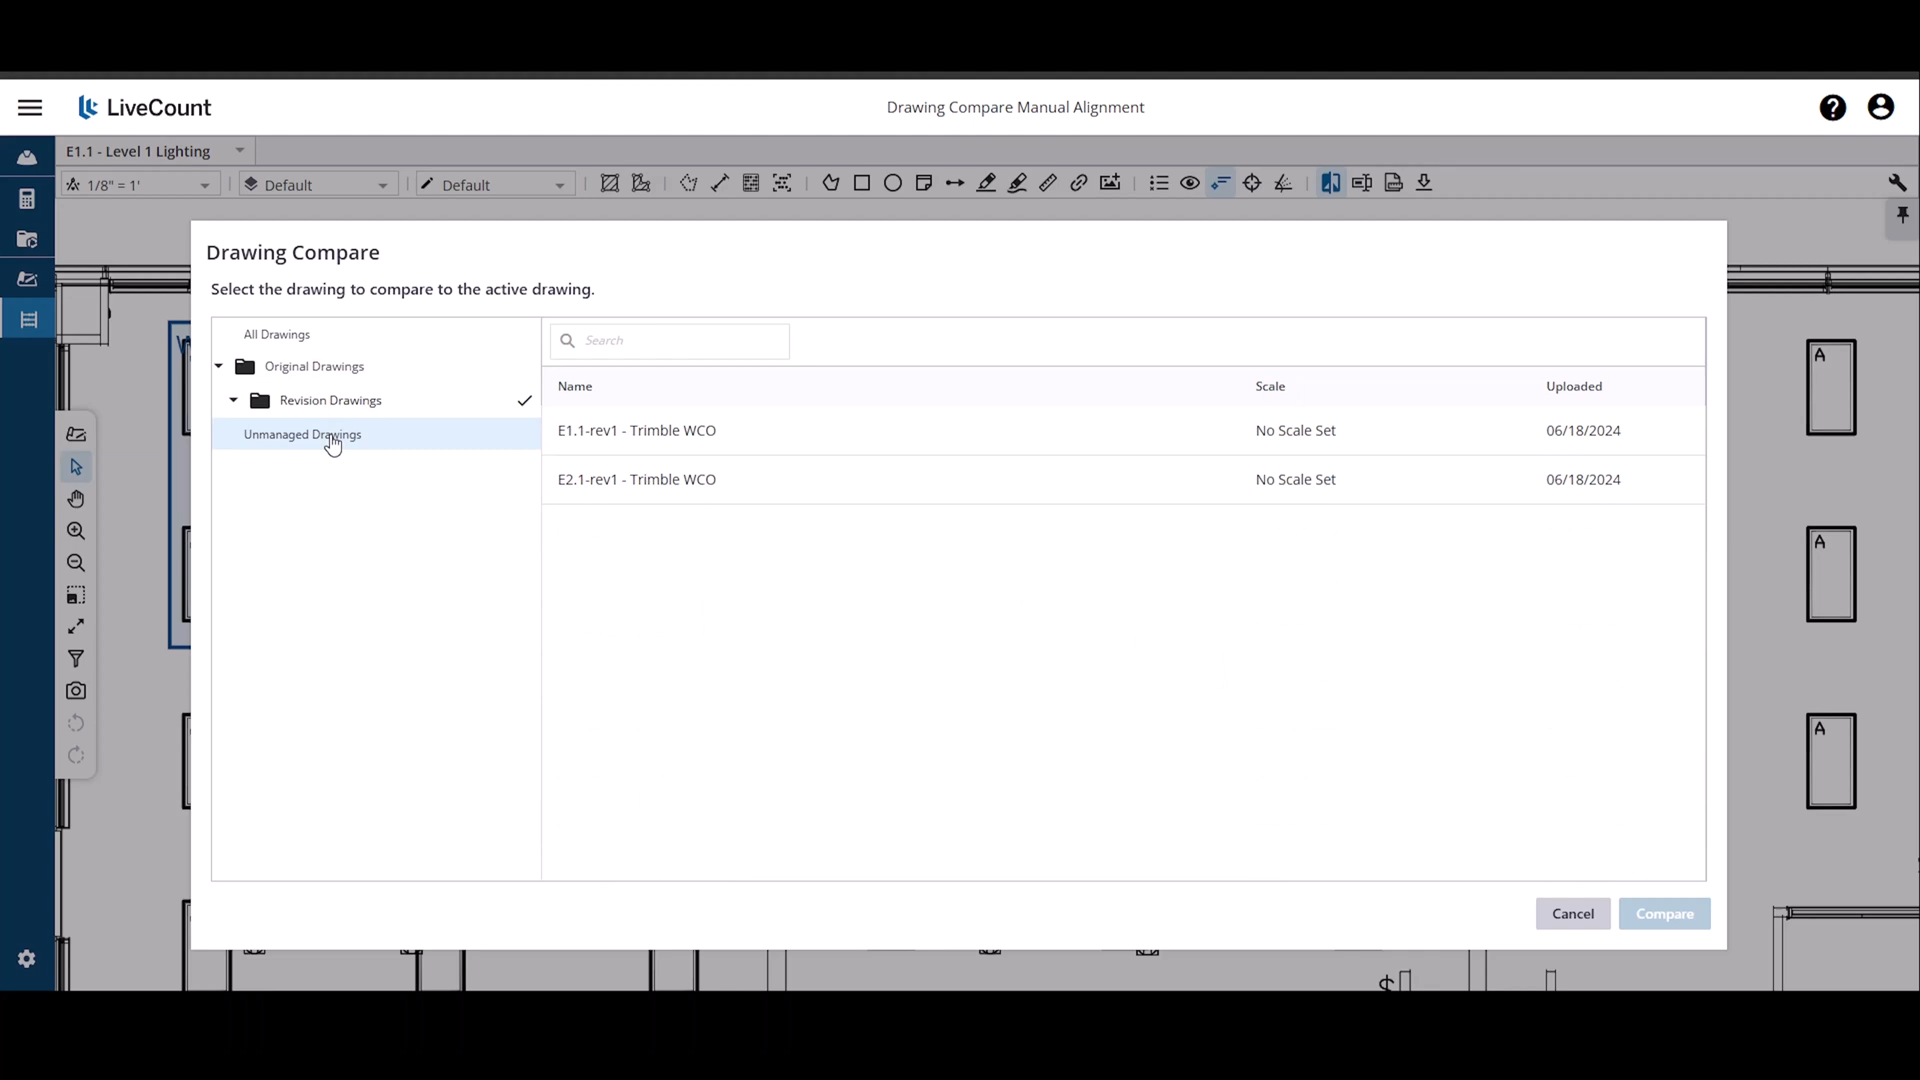 LiveCount
Drawing Compare Manual Alignment
E1.1 - Level 1 Lighting
1/8" = 1'
Default
Default
Drawing Compare
Select the drawing to compare to the active drawing.
All Drawings
Original Drawings
Revision Drawings
Unmanaged Drawings
Search
Name Scale Uploaded
E1.1-rev1 - Trimble WCO No Scale Set 06/18/2024
E2.1-rev1 - Trimble WCO No Scale Set 06/18/2024
Cancel Compare
A
A
A
$